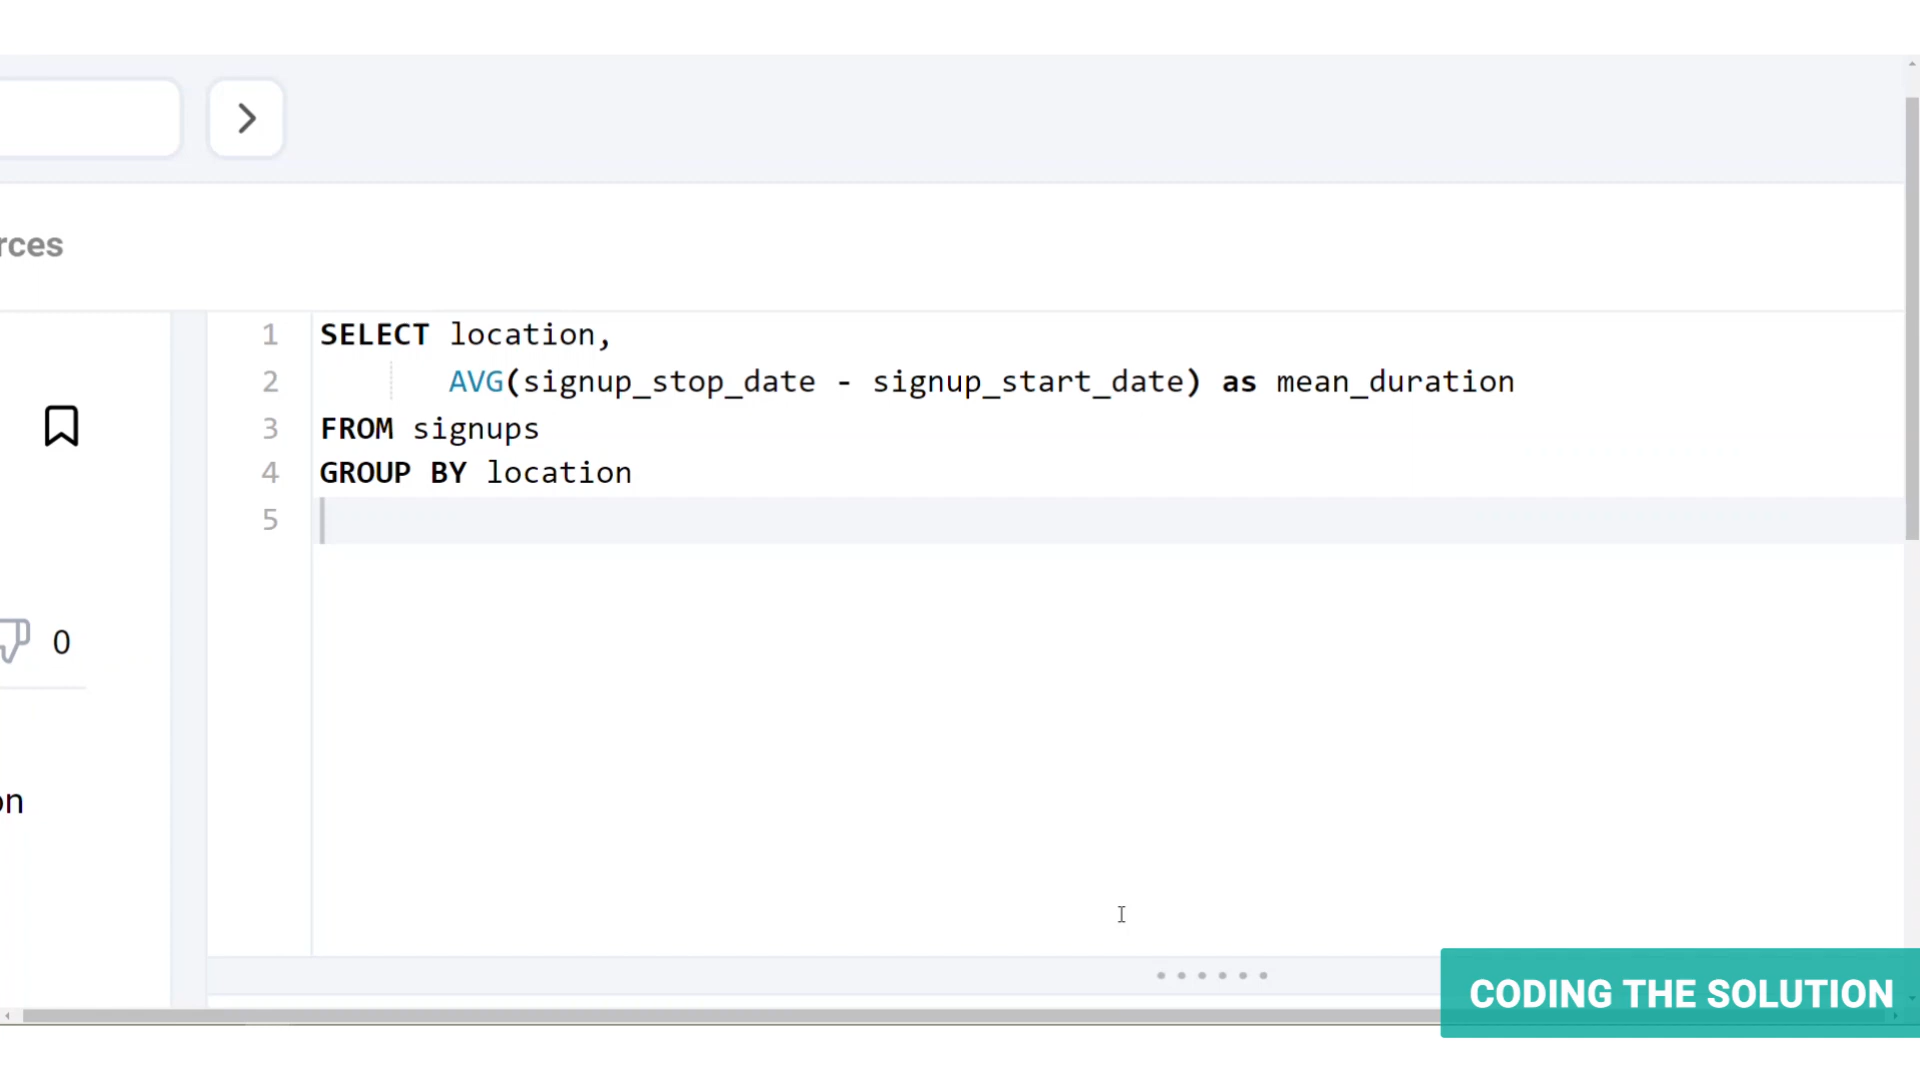 rces
1 SELECT location,
2 AVG(signup_stop_date - signup_start_date) as mean_duration
3 FROM signups
4 GROUP BY location
5
0
on
CODING THE SOLUTION